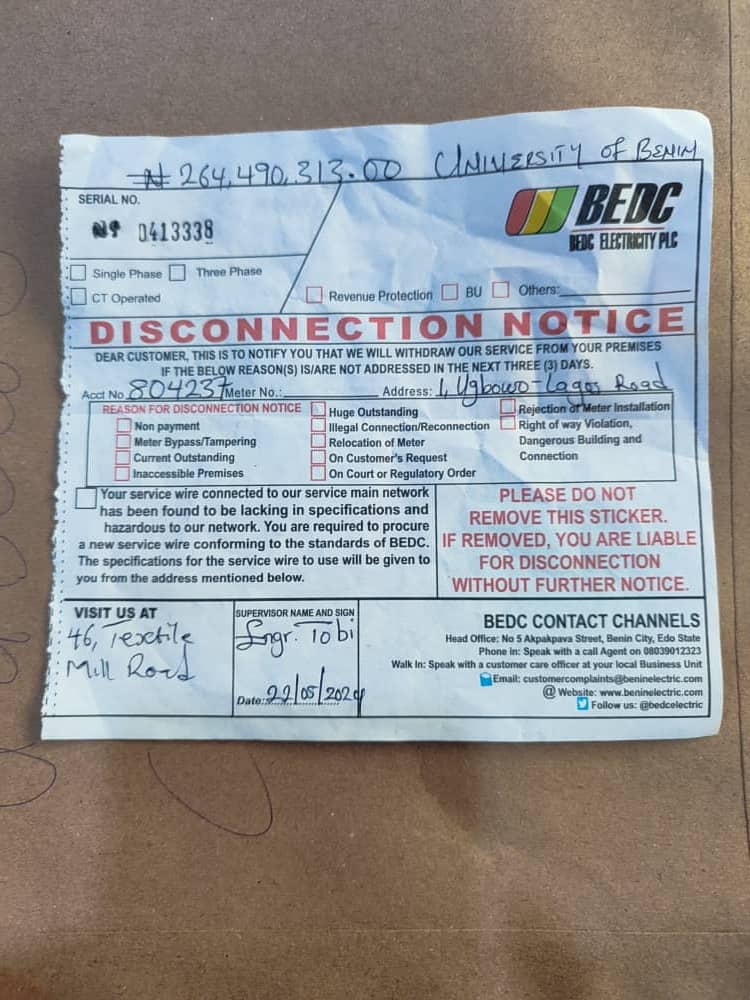 ₦ 264,490,313.00 UNIVERSITY OF BENIN
SERIAL NO.
Nº 0413338
BEDC
BEDC ELECTRICITY PLC
Single Phase Three Phase
CT Operated
Revenue Protection BU Others:
DISCONNECTION NOTICE
DEAR CUSTOMER, THIS IS TO NOTIFY YOU THAT WE WILL WITHDRAW OUR SERVICE FROM YOUR PREMISES
IF THE BELOW REASON(S) IS/ARE NOT ADDRESSED IN THE NEXT THREE (3) DAYS.
Acct No 804237 Meter No.: Address: 1, Ugbowo-Lagos Road
REASON FOR DISCONNECTION NOTICE
Non payment
Meter Bypass/Tampering
Current Outstanding
Inaccessible Premises
Huge Outstanding
Illegal Connection/Reconnection
Relocation of Meter
On Customer's Request
On Court or Regulatory Order
Rejection of Meter Installation
Right of way Violation,
Dangerous Building and
Connection
Your service wire connected to our service main network
has been found to be lacking in specifications and
hazardous to our network. You are required to procure
a new service wire conforming to the standards of BEDC.
The specifications for the service wire to use will be given to
you from the address mentioned below.
PLEASE DO NOT
REMOVE THIS STICKER.
IF REMOVED, YOU ARE LIABLE
FOR DISCONNECTION
WITHOUT FURTHER NOTICE.
VISIT US AT
46, Textile
Mill Road
SUPERVISOR NAME AND SIGN
Engr. Tobi
Date: 22/05/2024
BEDC CONTACT CHANNELS
Head Office: No 5 Akpakpava Street, Benin City, Edo State
Phone in: Speak with a call Agent on 08039012323
Walk In: Speak with a customer care officer at your local Business Unit
Email: customercomplaints@beninelectric.com
@ Website: www.beninelectric.com
Follow us: @bedcelectric